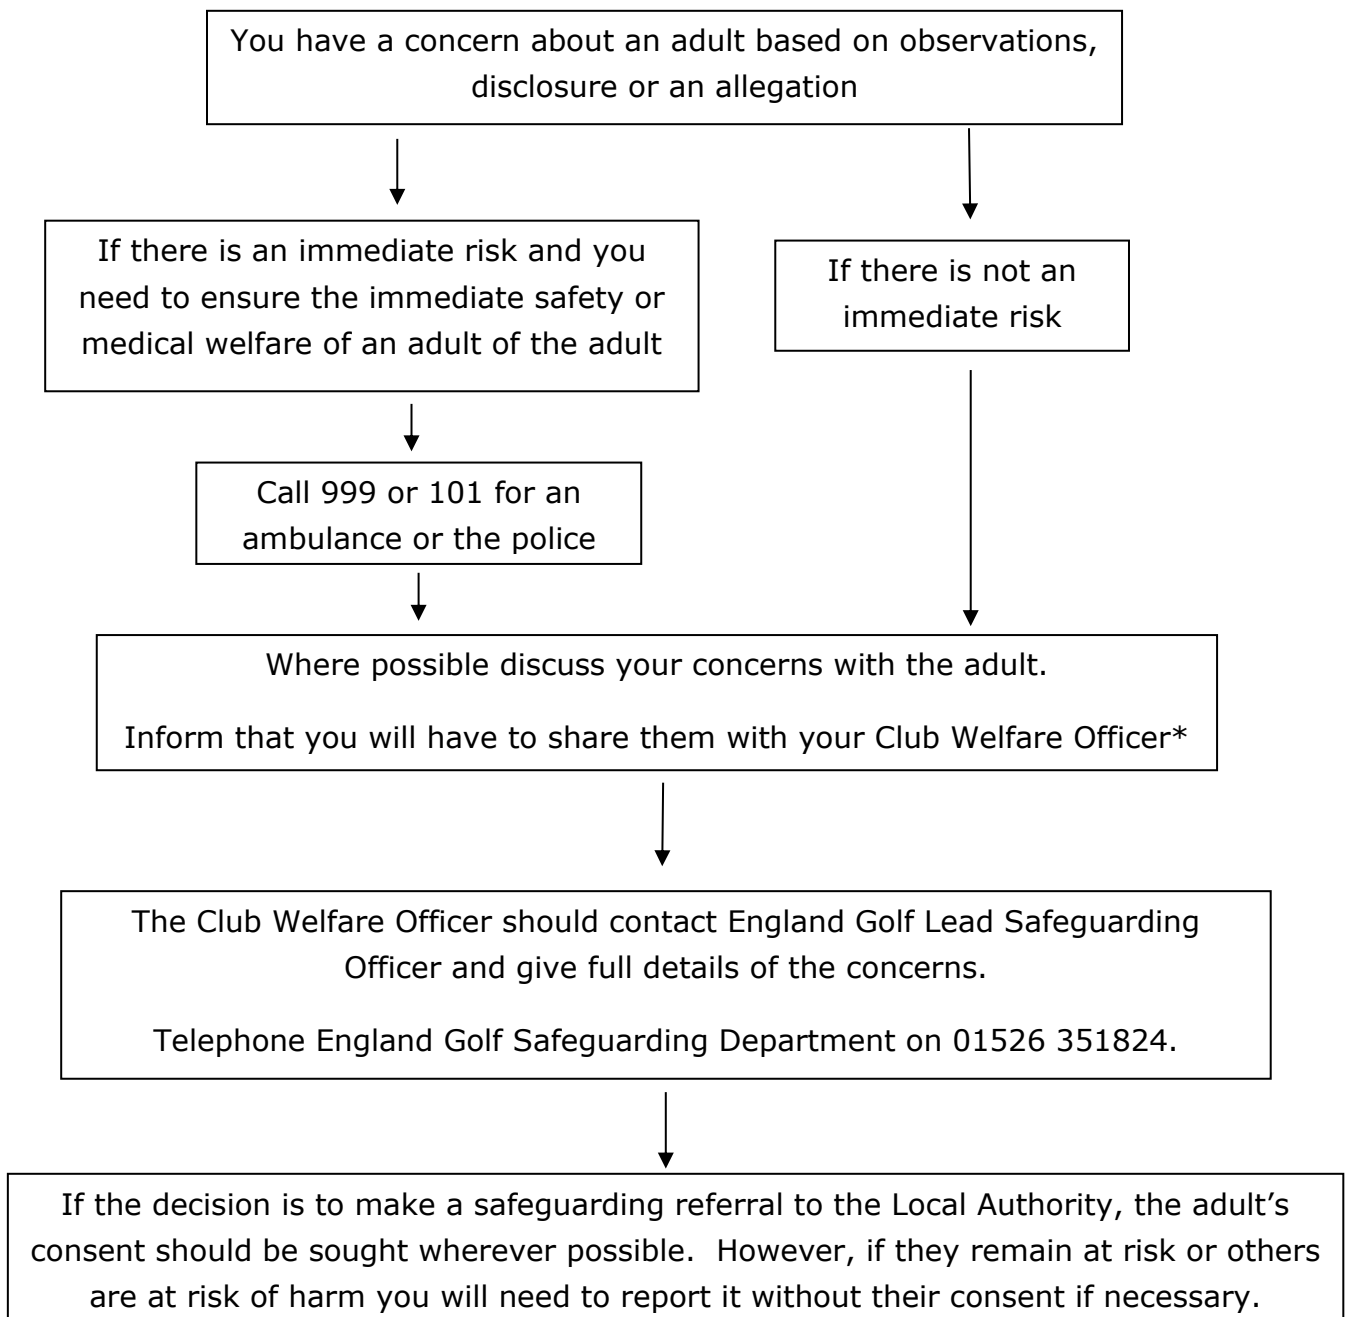 You have a concern about an adult based on observations,
disclosure or an allegation
If there is an immediate risk and you
need to ensure the immediate safety or
medical welfare of an adult of the adult
If there is not an
immediate risk
Call 999 or 101 for an
ambulance or the police
Where possible discuss your concerns with the adult.
Inform that you will have to share them with your Club Welfare Officer*
The Club Welfare Officer should contact England Golf Lead Safeguarding
Officer and give full details of the concerns.
Telephone England Golf Safeguarding Department on 01526 351824.
If the decision is to make a safeguarding referral to the Local Authority, the adult’s
consent should be sought wherever possible.  However, if they remain at risk or others
are at risk of harm you will need to report it without their consent if necessary.